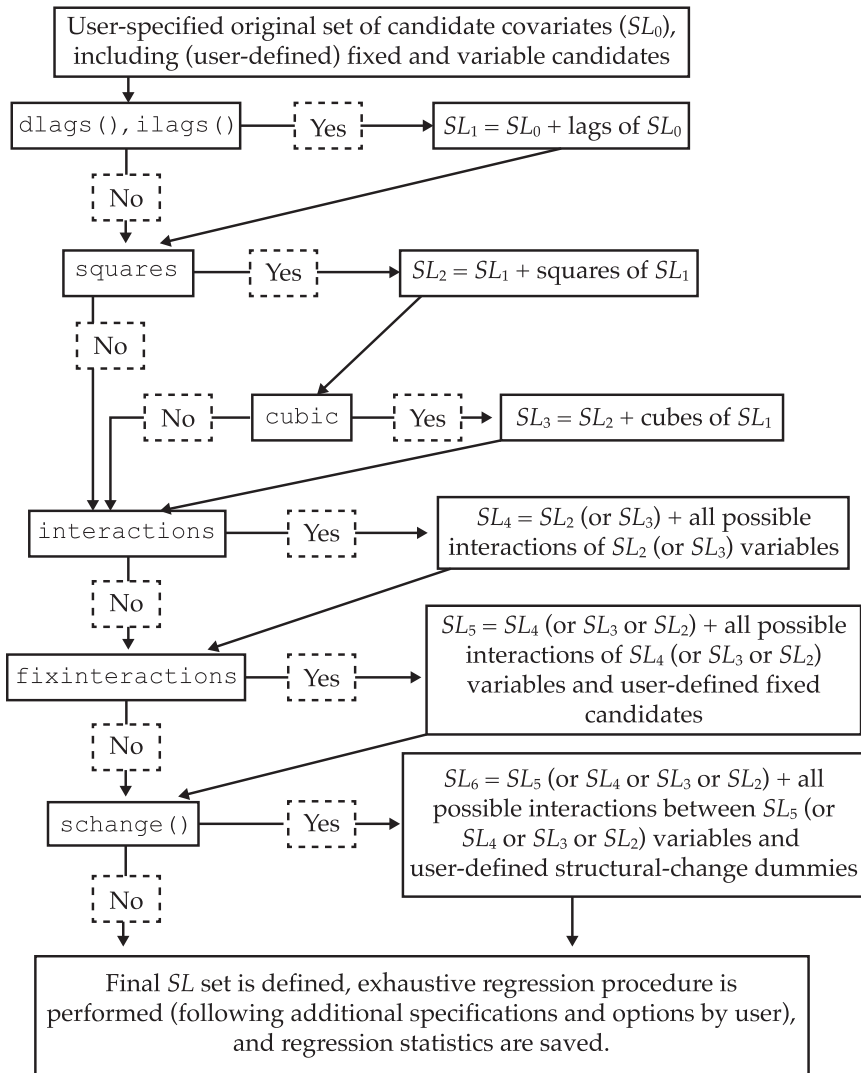 User-specified original set of candidate covariates (SL₀),
including (user-defined) fixed and variable candidates
dlags(), ilags()
Yes
SL₁ = SL₀ + lags of SL₀
No
squares
Yes
SL₂ = SL₁ + squares of SL₁
No
No
cubic
Yes
SL₃ = SL₂ + cubes of SL₁
interactions
Yes
SL₄ = SL₂ (or SL₃) + all possible
interactions of SL₂ (or SL₃) variables
No
fixinteractions
Yes
SL₅ = SL₄ (or SL₃ or SL₂) + all possible
interactions of SL₄ (or SL₃ or SL₂)
variables and user-defined fixed
candidates
No
schange()
Yes
SL₆ = SL₅ (or SL₄ or SL₃ or SL₂) + all
possible interactions between SL₅ (or
SL₄ or SL₃ or SL₂) variables and
user-defined structural-change dummies
No
Final SL set is defined, exhaustive regression procedure is
performed (following additional specifications and options by user),
and regression statistics are saved.